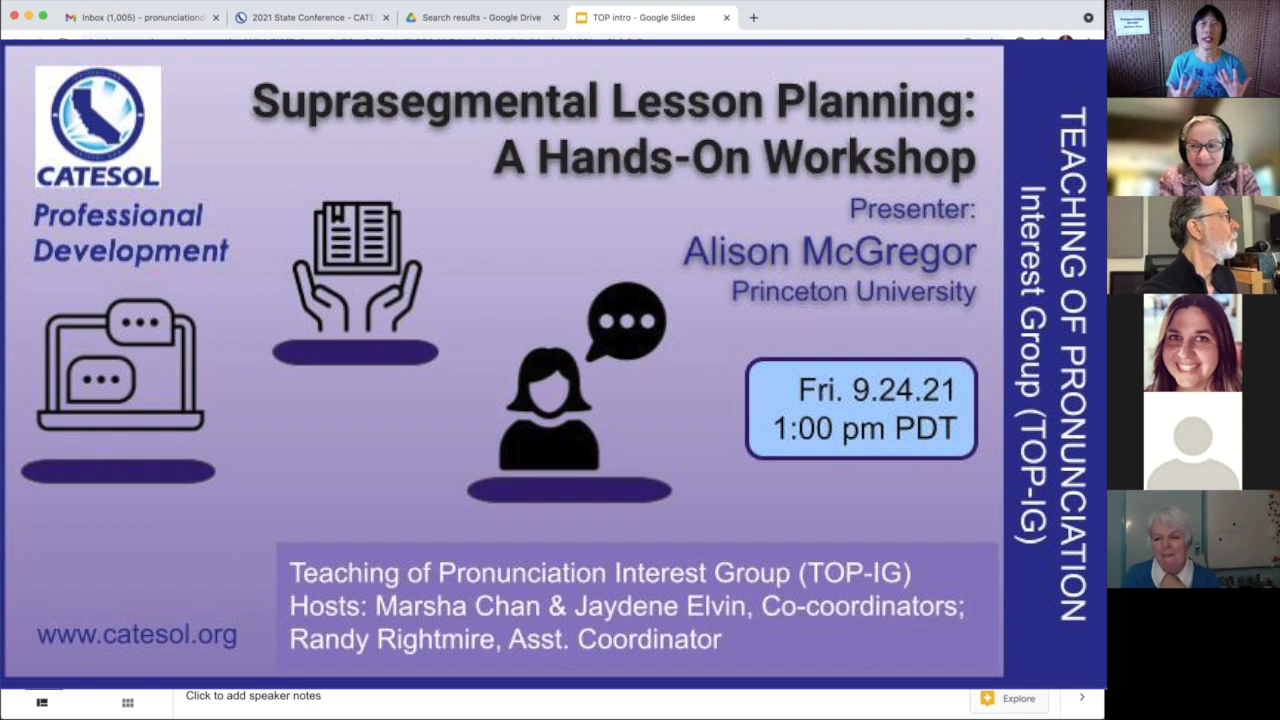 Inbox (1,005) - pronunciationd
2021 State Conference - CATE
Search results - Google Drive
TOP intro - Google Slides
CATESOL
Professional
Development
Suprasegmental Lesson Planning:
A Hands-On Workshop
Presenter:
Alison McGregor
Princeton University
Fri. 9.24.21
1:00 pm PDT
Teaching of Pronunciation Interest Group (TOP-IG)
Hosts: Marsha Chan & Jaydene Elvin, Co-coordinators;
Randy Rightmire, Asst. Coordinator
www.catesol.org
TEACHING OF PRONUNCIATION
Interest Group (TOP-IG)
Click to add speaker notes
Explore